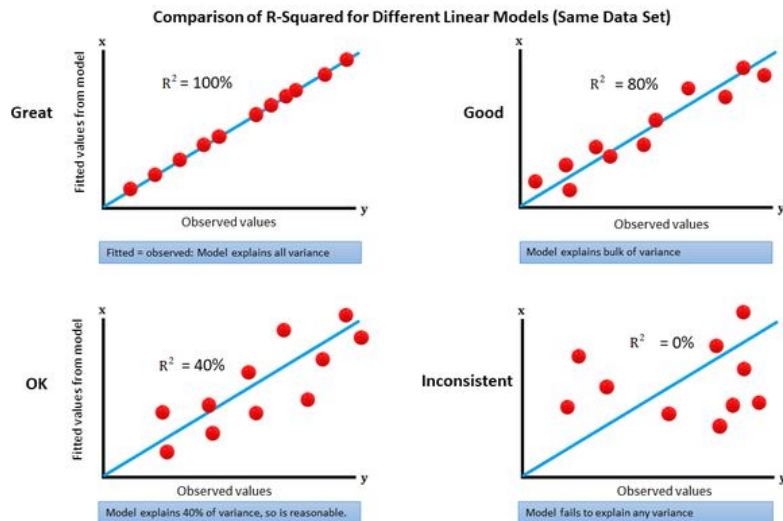 Comparison of R-Squared for Different Linear Models (Same Data Set)
Great
x
Fitted values from model
R² = 100%
y
Observed values
Fitted = observed: Model explains all variance
Good
x
R² = 80%
y
Observed values
Model explains bulk of variance
OK
x
Fitted values from model
R² = 40%
y
Observed values
Model explains 40% of variance, so is reasonable.
Inconsistent
x
R² = 0%
y
Observed values
Model fails to explain any variance